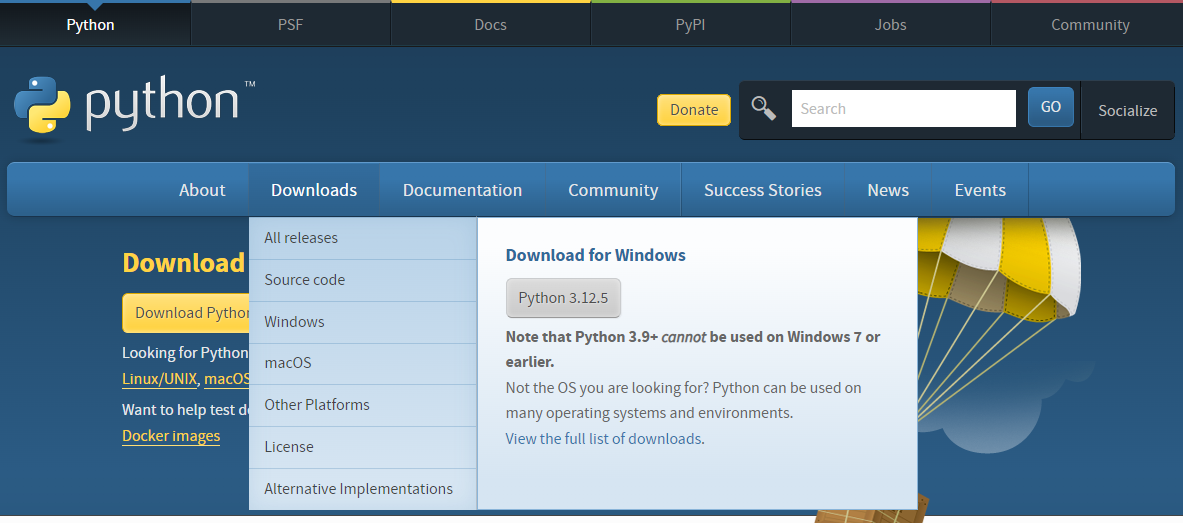 Python
PSF
Docs
PyPI
Jobs
Community
python™
Donate
Search
GO
Socialize
About
Downloads
Documentation
Community
Success Stories
News
Events
All releases
Source code
Windows
macOS
Other Platforms
License
Alternative Implementations
Download for Windows
Python 3.12.5
Note that Python 3.9+ cannot be used on Windows 7 or
earlier.
Not the OS you are looking for? Python can be used on
many operating systems and environments.
View the full list of downloads.
Download
Download Python
Looking for Python
Linux/UNIX, macOS
Want to help test
Docker images